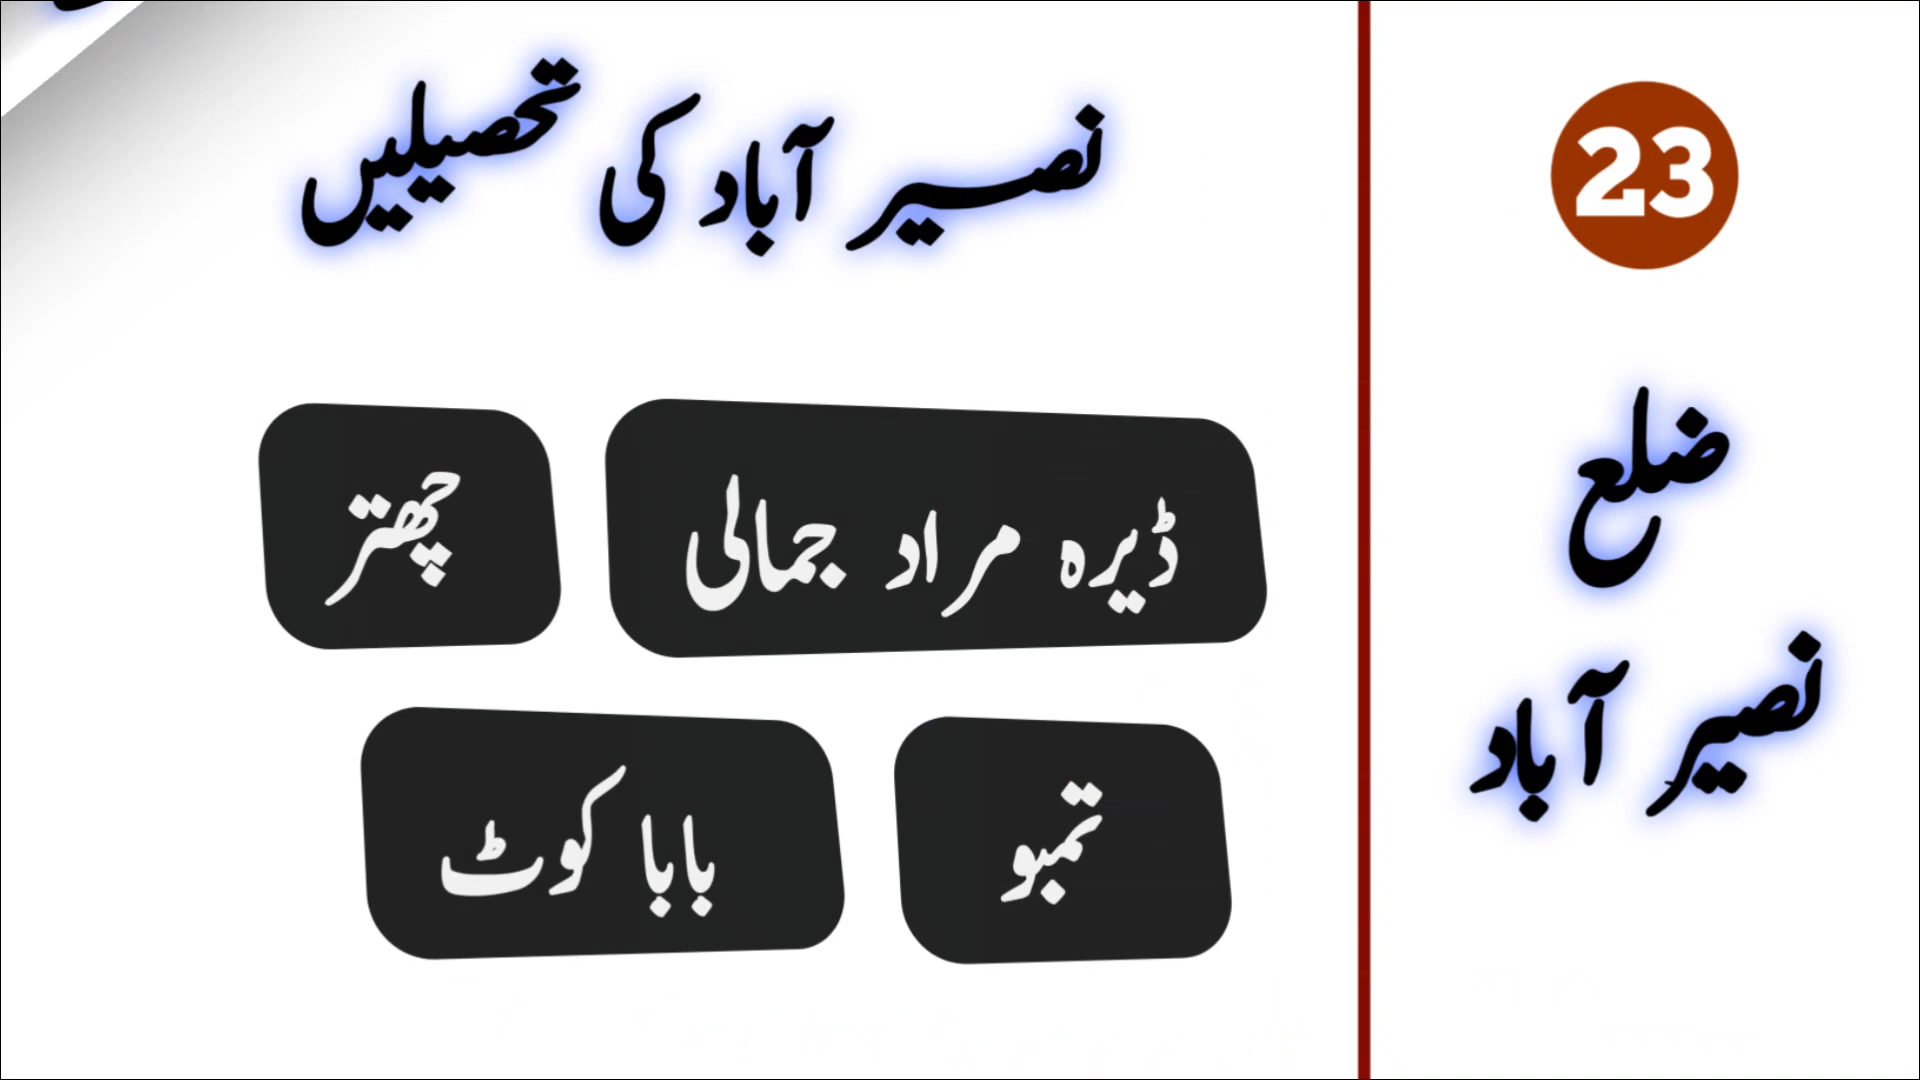 23
ضلع
نصیر آباد
نصیر آباد کی تحصیلیں
ڈیرہ مراد جمالی
چھتر
تمبو
بابا کوٹ